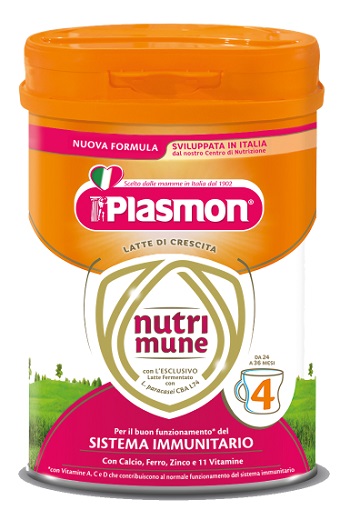 NUOVA FORMULA
SVILUPPATA IN ITALIA
dal nostro Centro di Nutrizione
Scelto dalle mamme in Italia dal 1902
Plasmon®
LATTE DI CRESCITA
nutri
mune
con L'ESCLUSIVO
Latte fermentato
con
L. paracasei CBA L74
DA 24
A 36 MESI
4
Per il buon funzionamento* del
SISTEMA IMMUNITARIO
Con Calcio, Ferro, Zinco e 11 Vitamine
*con Vitamine A, C e D che contribuiscono al normale funzionamento del sistema immunitario